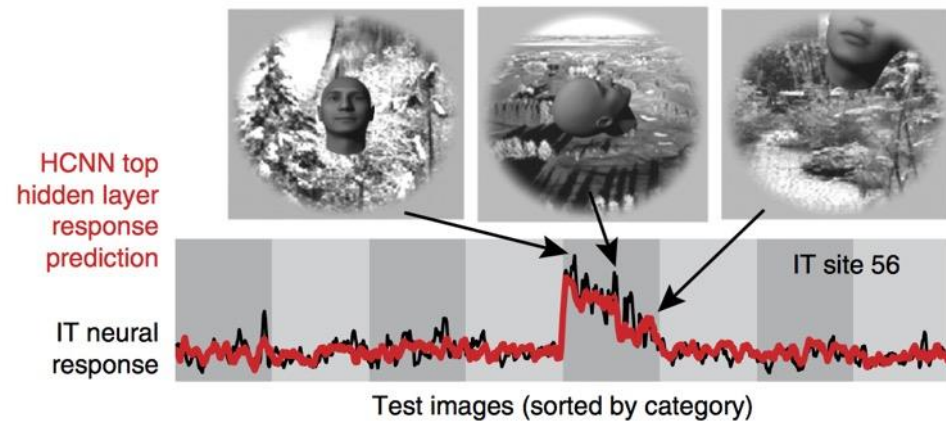 HCNN top
hidden layer
response
prediction
IT site 56
IT neural
response
Test images (sorted by category)